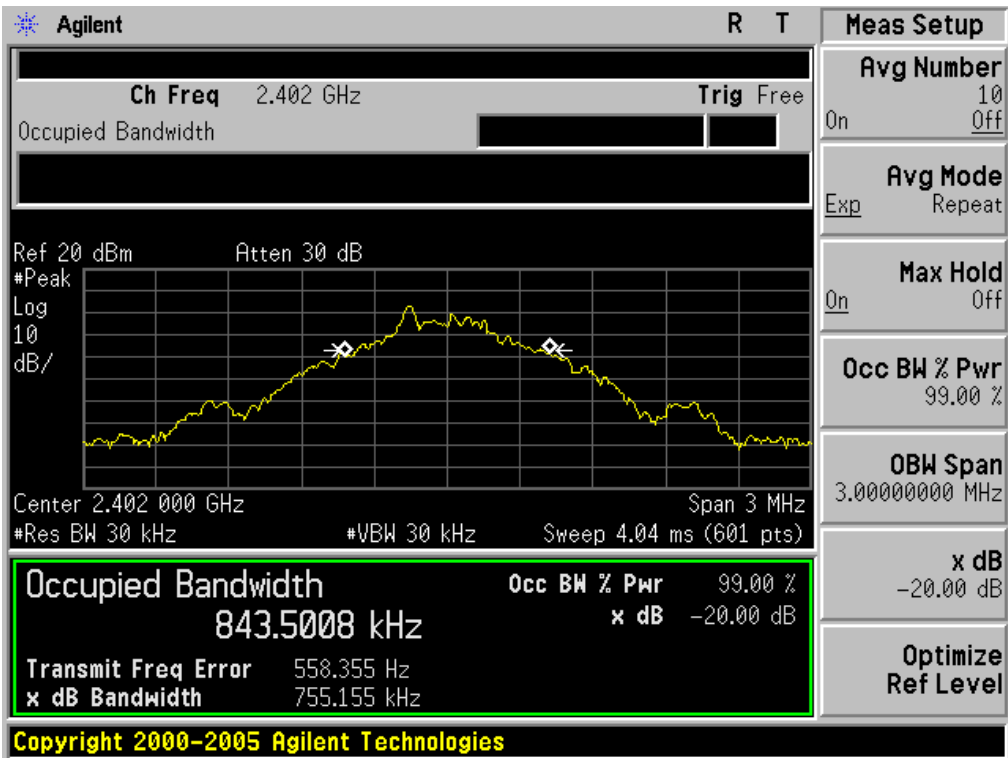 Agilent R T Meas Setup
Avg Number
10
On Off
Ch Freq 2.402 GHz Trig Free
Occupied Bandwidth
Avg Mode
Exp Repeat
Max Hold
On Off
Ref 20 dBm Atten 30 dB
#Peak
Log
10
dB/
Occ BW % Pwr
99.00 %
OBW Span
3.00000000 MHz
Center 2.402 000 GHz Span 3 MHz
#Res BW 30 kHz #VBW 30 kHz Sweep 4.04 ms (601 pts)
x dB
-20.00 dB
Occupied Bandwidth Occ BW % Pwr 99.00 %
843.5008 kHz x dB -20.00 dB
Transmit Freq Error 558.355 Hz
x dB Bandwidth 755.155 kHz
Optimize
Ref Level
Copyright 2000-2005 Agilent Technologies